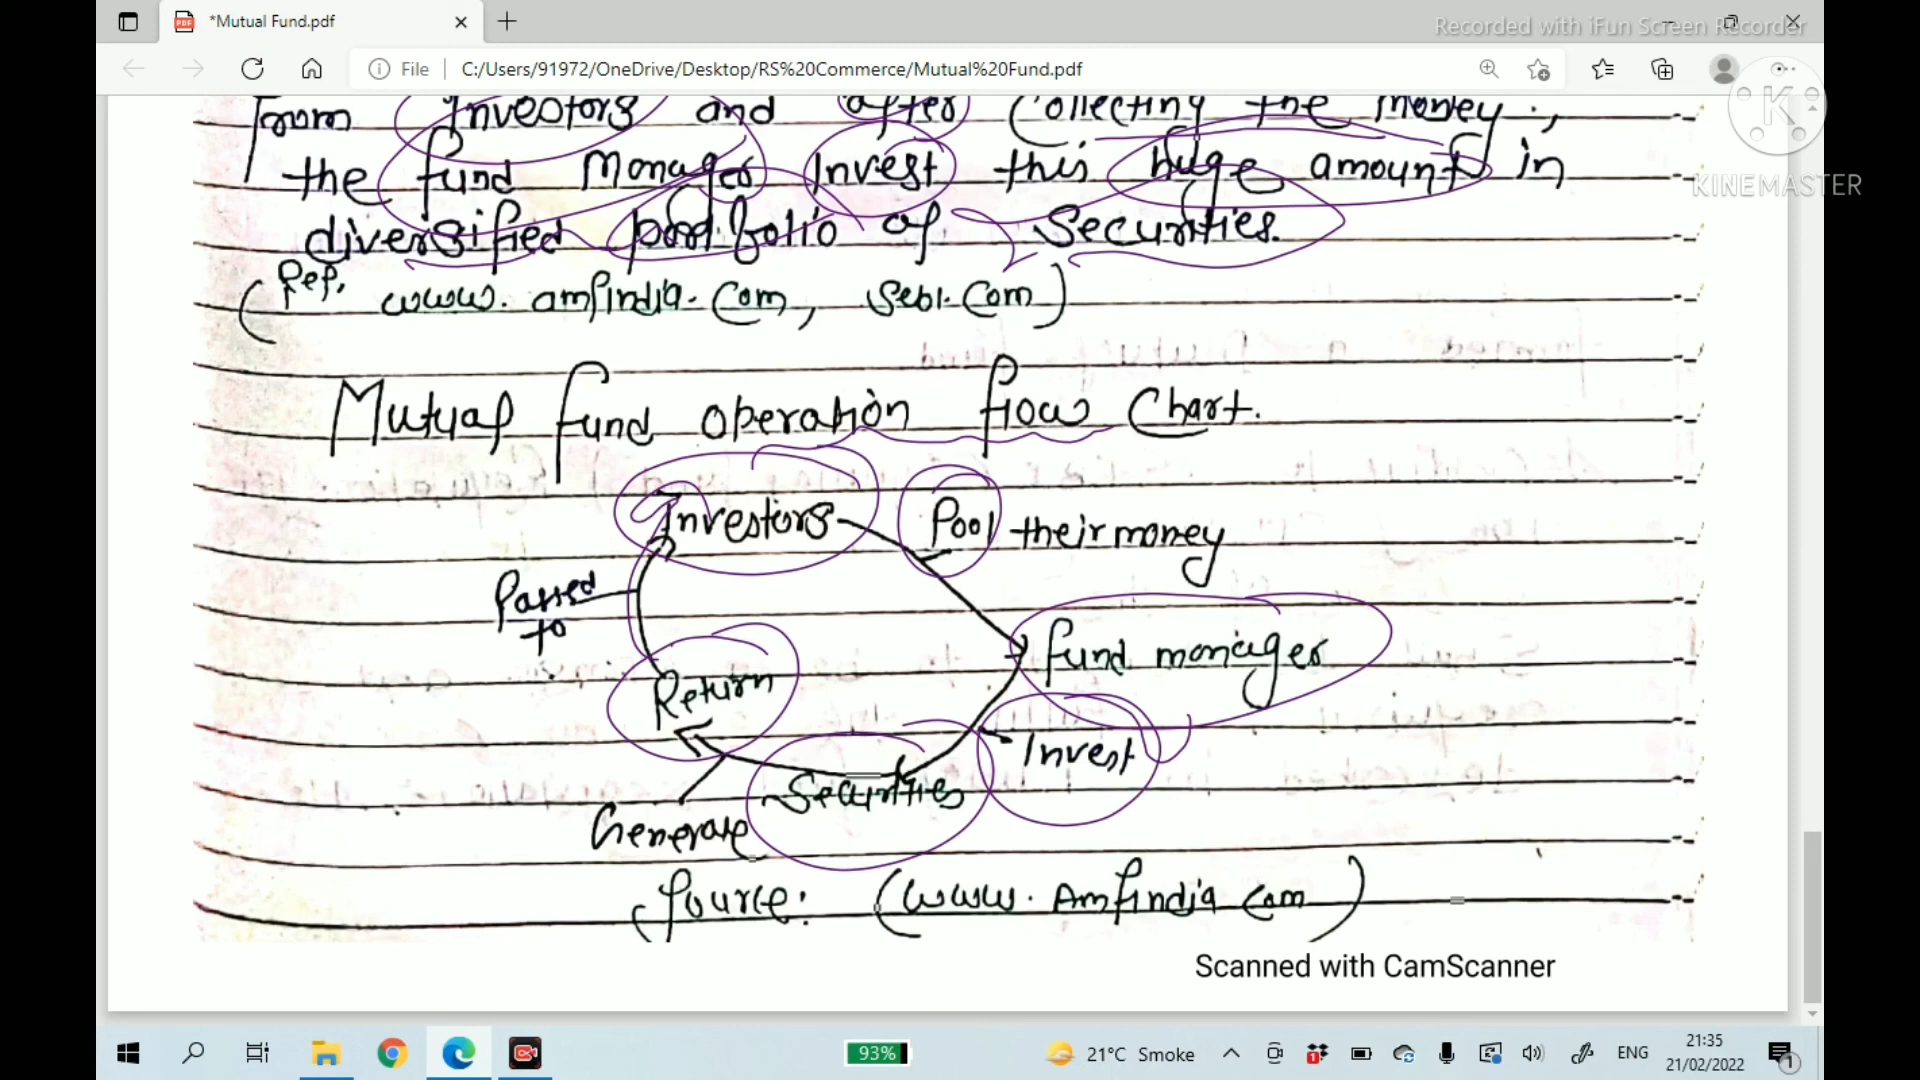 *Mutual Fund.pdf
Recorded with iFun Screen Recorder
File
C:/Users/91972/OneDrive/Desktop/RS%20Commerce/Mutual%20Fund.pdf
KINEMASTER
from Investors and after Collecting the money,
the fund Manager Invest this huge amount in
diversified portfolio of Securities.
(Ref. www.amfindia.Com, Sebi.Com)
Mutual fund operation flow Chart.
Investors
Pool their money
Passed
to
fund manager
Return
Invest
Securities
Generate
Source: (www.Amfindia.com)
Scanned with CamScanner
93%
21°C Smoke
ENG
21:35
21/02/2022